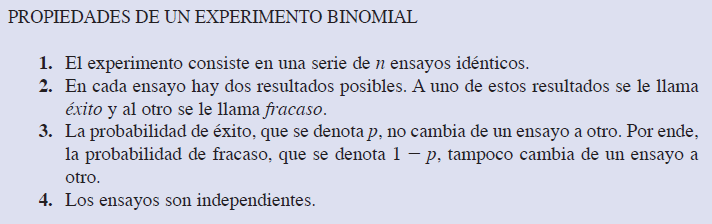 PROPIEDADES DE UN EXPERIMENTO BINOMIAL
1. El experimento consiste en una serie de n ensayos idénticos.
2. En cada ensayo hay dos resultados posibles. A uno de estos resultados se le llama
éxito y al otro se le llama fracaso.
3. La probabilidad de éxito, que se denota p, no cambia de un ensayo a otro. Por ende,
la probabilidad de fracaso, que se denota 1 − p, tampoco cambia de un ensayo a
otro.
4. Los ensayos son independientes.